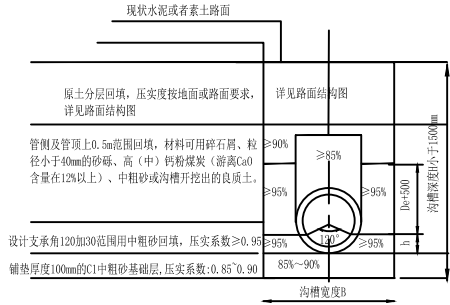 现状水泥或者素土路面
原土分层回填，压实度按地面或路面要求，
详见路面结构图
详见路面结构图
管侧及管顶上0.5m范围回填，材料可用碎石屑、粒
径小于40mm的砂砾、高（中）钙粉煤炭（游离CaO
含量在12%以上）、中粗砂或沟槽开挖出的良质土。
≥90%
≥85%
≥95%
≥95%
设计支承角120加30范围用中粗砂回填，压实系数≥0.95
≥95%
120°
≥95%
铺垫厚度100mm的C1中粗砂基础层,压实系数:0.85~0.90
85%~90%
De+500
h
沟槽深度H小于1500mm
沟槽宽度B